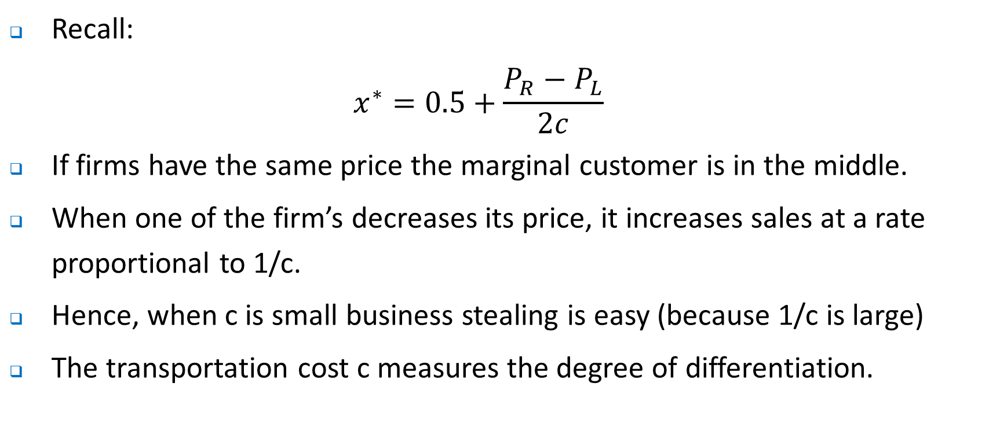 Recall:
x* = 0.5 + \frac{P_R − P_L}{2c}
If firms have the same price the marginal customer is in the middle.
When one of the firm’s decreases its price, it increases sales at a rate
proportional to 1/c.
Hence, when c is small business stealing is easy (because 1/c is large)
The transportation cost c measures the degree of differentiation.